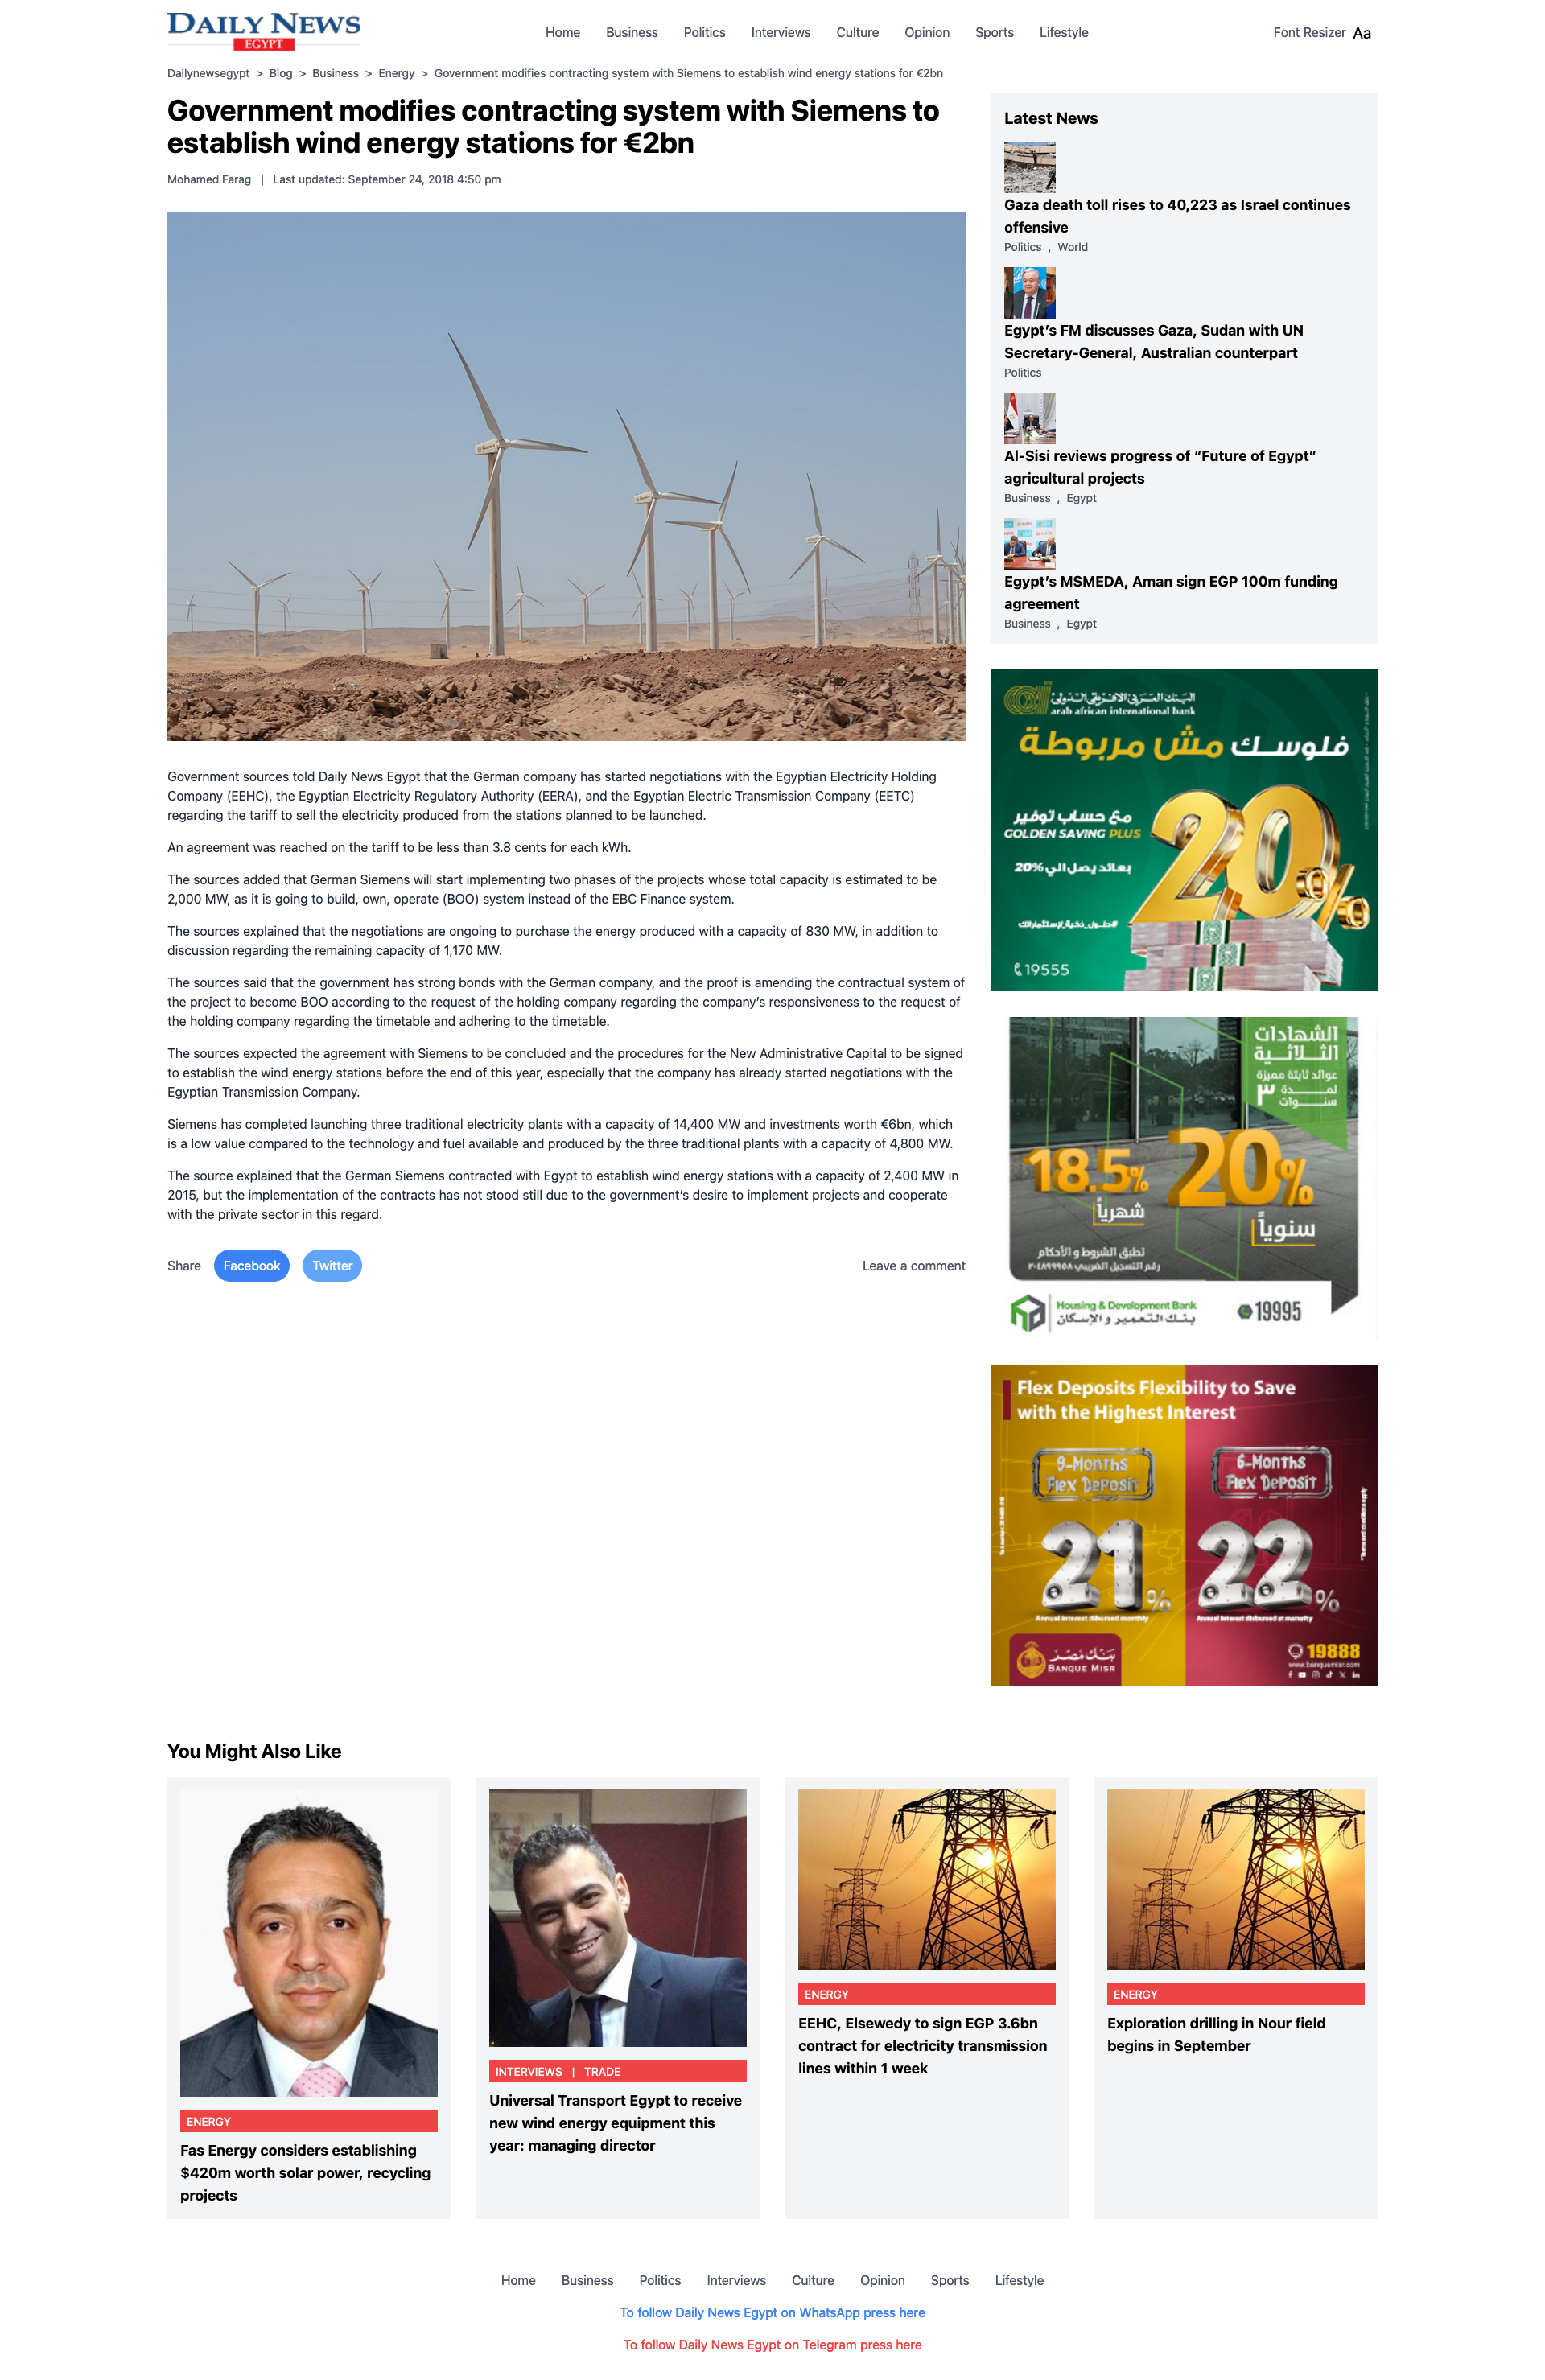 DAILY NEWS
EGYPT
Home Business Politics Interviews Culture Opinion Sports Lifestyle
Font Resizer Aa
Dailynewsegypt > Blog > Business > Energy > Government modifies contracting system with Siemens to establish wind energy stations for €2bn
Government modifies contracting system with Siemens to
establish wind energy stations for €2bn
Mohamed Farag | Last updated: September 24, 2018 4:50 pm
Government sources told Daily News Egypt that the German company has started negotiations with the Egyptian Electricity Holding
Company (EEHC), the Egyptian Electricity Regulatory Authority (EERA), and the Egyptian Electric Transmission Company (EETC)
regarding the tariff to sell the electricity produced from the stations planned to be launched.
An agreement was reached on the tariff to be less than 3.8 cents for each kWh.
The sources added that German Siemens will start implementing two phases of the projects whose total capacity is estimated to be
2,000 MW, as it is going to build, own, operate (BOO) system instead of the EBC Finance system.
The sources explained that the negotiations are ongoing to purchase the energy produced with a capacity of 830 MW, in addition to
discussion regarding the remaining capacity of 1,170 MW.
The sources said that the government has strong bonds with the German company, and the proof is amending the contractual system of
the project to become BOO according to the request of the holding company regarding the company’s responsiveness to the request of
the holding company regarding the timetable and adhering to the timetable.
The sources expected the agreement with Siemens to be concluded and the procedures for the New Administrative Capital to be signed
to establish the wind energy stations before the end of this year, especially that the company has already started negotiations with the
Egyptian Transmission Company.
Siemens has completed launching three traditional electricity plants with a capacity of 14,400 MW and investments worth €6bn, which
is a low value compared to the technology and fuel available and produced by the three traditional plants with a capacity of 4,800 MW.
The source explained that the German Siemens contracted with Egypt to establish wind energy stations with a capacity of 2,400 MW in
2015, but the implementation of the contracts has not stood still due to the government’s desire to implement projects and cooperate
with the private sector in this regard.
Share Facebook Twitter Leave a comment
Latest News
Gaza death toll rises to 40,223 as Israel continues
offensive
Politics , World
Egypt’s FM discusses Gaza, Sudan with UN
Secretary-General, Australian counterpart
Politics
Al-Sisi reviews progress of “Future of Egypt”
agricultural projects
Business , Egypt
Egypt’s MSMEDA, Aman sign EGP 100m funding
agreement
Business , Egypt
البنك العربي الافريقي الدولي
arab african international bank
فلوسك مش مربوطة
مع حساب توفير
GOLDEN SAVING PLUS
بعائد يصل الي 20%
20%
#حلول_ذكية_لإستثماراتك
19555
الشهادات
الثلاثية
عوائد ثابتة مميزة
لمدة ٣
سنوات
18.5% 20%
شهرياً
سنوياً
تطبق الشروط و الأحكام
رقم التسجيل الضريبي ٢٠٤٨٩٩٩٥٨
Housing & Development Bank
بنك التعمير و الإسكان
19995
Flex Deposits Flexibility to Save
with the Highest Interest
9-Months
Flex Deposit
6-Months
Flex Deposit
21% 22%
Annual interest disbursed monthly Annual interest disbursed at maturity
بنك مصر
BANQUE MISR
19888
www.banquemisr.com
You Might Also Like
ENERGY
Fas Energy considers establishing
$420m worth solar power, recycling
projects
INTERVIEWS | TRADE
Universal Transport Egypt to receive
new wind energy equipment this
year: managing director
ENERGY
EEHC, Elsewedy to sign EGP 3.6bn
contract for electricity transmission
lines within 1 week
ENERGY
Exploration drilling in Nour field
begins in September
Home Business Politics Interviews Culture Opinion Sports Lifestyle
To follow Daily News Egypt on WhatsApp press here
To follow Daily News Egypt on Telegram press here